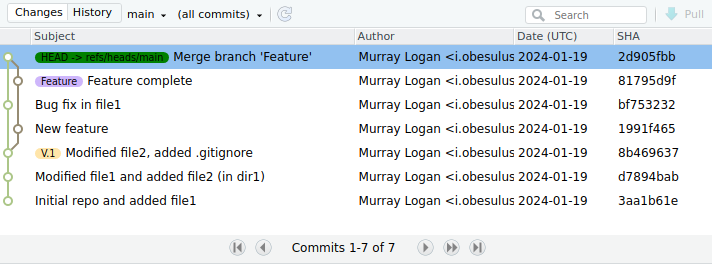 Changes History main (all commits) Search Pull
Subject Author Date (UTC) SHA
HEAD -> refs/heads/main Merge branch 'Feature' Murray Logan <i.obesulus 2024-01-19 2d905fbb
Feature Feature complete Murray Logan <i.obesulus 2024-01-19 81795d9f
Bug fix in file1 Murray Logan <i.obesulus 2024-01-19 bf753232
New feature Murray Logan <i.obesulus 2024-01-19 1991f465
V.1 Modified file2, added .gitignore Murray Logan <i.obesulus 2024-01-19 8b469637
Modified file1 and added file2 (in dir1) Murray Logan <i.obesulus 2024-01-19 d7894bab
Initial repo and added file1 Murray Logan <i.obesulus 2024-01-19 3aa1b61e
Commits 1-7 of 7